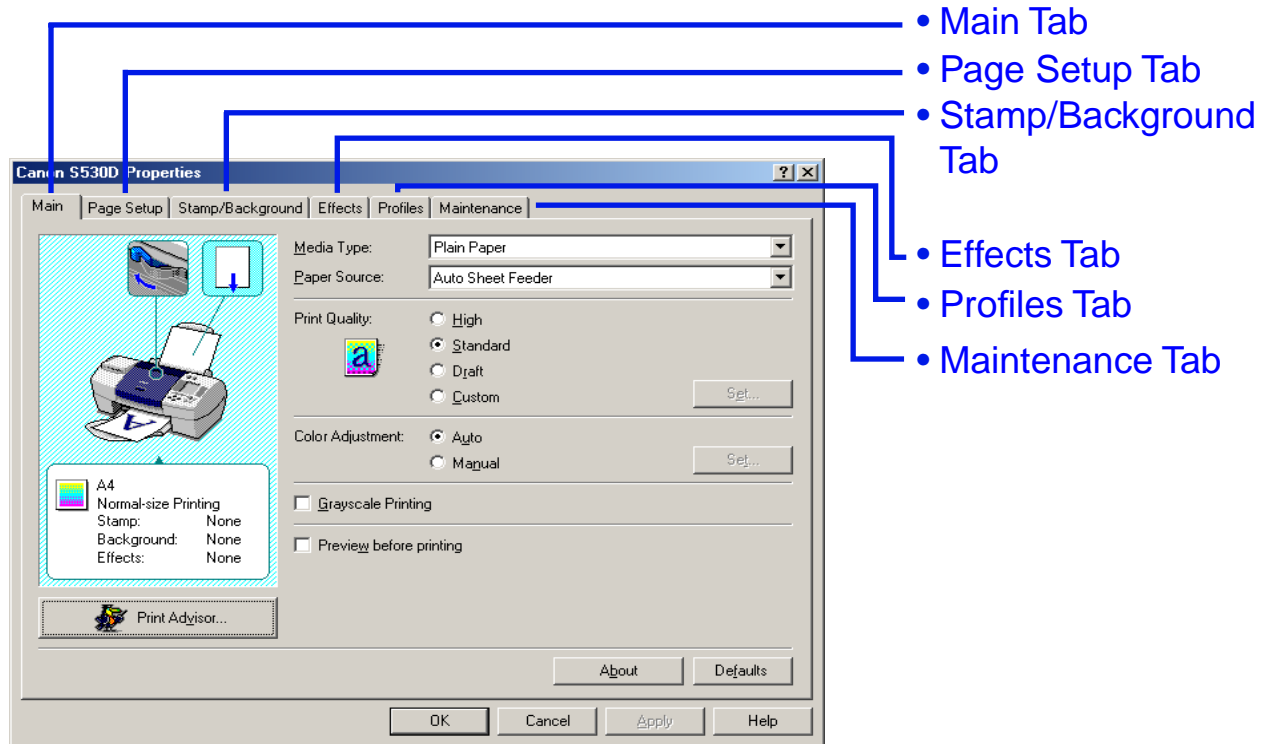 • Main Tab
• Page Setup Tab
• Stamp/Background
Tab
• Effects Tab
• Profiles Tab
• Maintenance Tab
Canon S530D Properties
Main Page Setup Stamp/Background Effects Profiles Maintenance
Media Type: Plain Paper
Paper Source: Auto Sheet Feeder
Print Quality: High
Standard
Draft
Custom Set...
a
Color Adjustment: Auto
Manual Set...
A
A4
Normal-size Printing
Stamp: None
Background: None
Effects: None
Grayscale Printing
Preview before printing
Print Advisor...
About Defaults
OK Cancel Apply Help